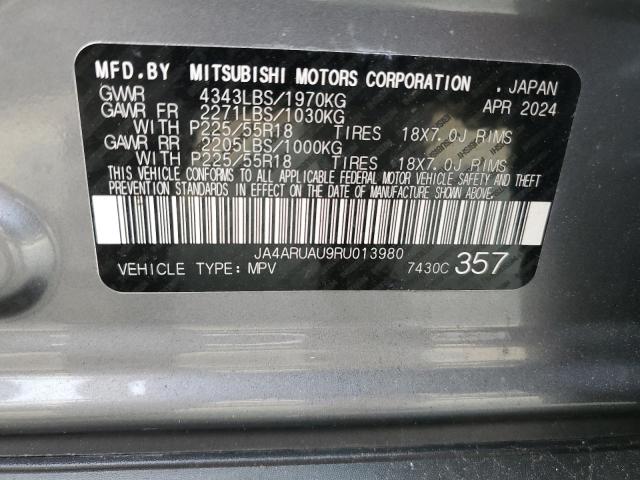 MFD.BY MITSUBISHI MOTORS CORPORATION . JAPAN
GVWR 4343LBS/1970KG APR 2024
GAWR FR 2271LBS/1030KG
WITH P225/55R18 TIRES 18X7.0J RIMS
GAWR RR 2205LBS/1000KG
WITH P225/55R18 TIRES 18X7.0J RIMS
THIS VEHICLE CONFORMS TO ALL APPLICABLE FEDERAL MOTOR VEHICLE SAFETY AND THEFT
PREVENTION STANDARDS IN EFFECT ON THE DATE OF MANUFACTURE SHOWN ABOVE.
JA4ARUAU9RU013980
VEHICLE TYPE:MPV 7430C 357